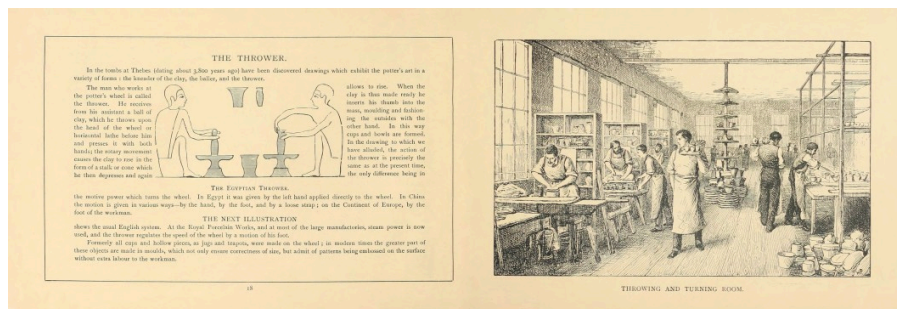 THE THROWER.
In the tombs at Thebes (dating about 3,800 years ago) have been discovered drawings which exhibit the potter's art in a
variety of forms: the kneader of the clay, the baller, and the thrower.
The man who works at
the potter's wheel is called
the thrower. He receives
from his assistant a ball of
clay, which he throws upon
the head of the wheel or
horizontal lathe before him
and presses it with both
hands; the rotary movement
causes the clay to rise in the
form of a stalk or cone which
he then depresses and again
allows to rise. When the
clay is thus made ready he
inserts his thumb into the
mass, moulding and fashion-
ing the outsides with the
other hand. In this way
cups and bowls are formed.
In the drawing to which we
have alluded, the action of
the thrower is precisely the
same as at the present time,
the only difference being in
THE EGYPTIAN THROWER.
the motive power which turns the wheel. In Egypt it was given by the left hand applied directly to the wheel. In China
the motion is given in various ways—by the hand, by the foot, and by a loose strap; on the Continent of Europe, by the
foot of the workman.
THE NEXT ILLUSTRATION
shews the usual English system. At the Royal Porcelain Works, and at most of the large manufactories, steam power is now
used, and the thrower regulates the speed of the wheel by a motion of his foot.
Formerly all cups and hollow pieces, as jugs and teapots, were made on the wheel; in modern times the greater part of
these objects are made in moulds, which not only ensure correctness of size, but admit of patterns being embossed on the surface
without extra labour to the workman.
18
THROWING AND TURNING ROOM.